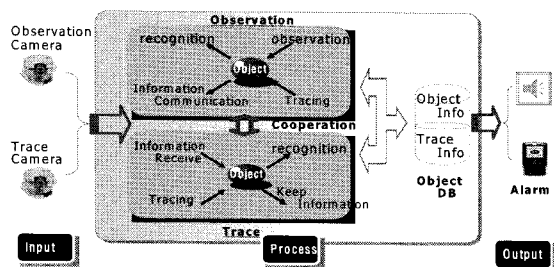 Observation
Observation
Camera
recognition
observation
Object
Information
Communication
Tracing
Cooperation
Trace
Camera
Information
Receive
recognition
Object
Tracing
Keep
Information
Trace
Object
Info
Trace
Info
Object
DB
Alarm
Input
Process
Output